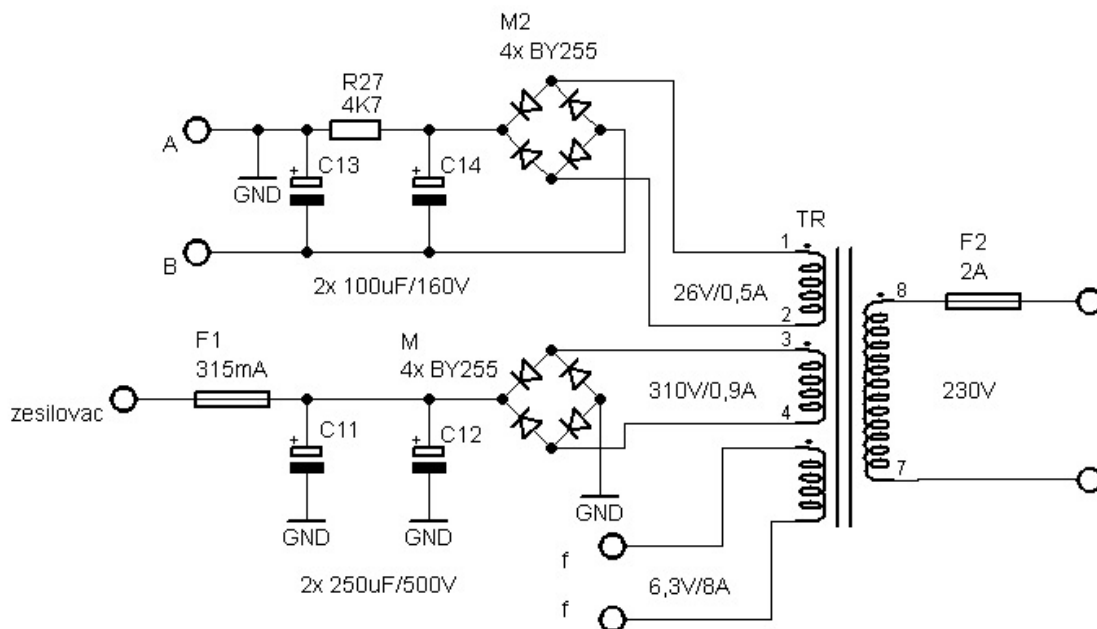 M2
4x BY255
R27
4K7
A
+
C13
+
C14
GND
B
2x 100uF/160V
TR
1
26V/0,5A
2
F2
2A
8
F1
315mA
M
4x BY255
3
310V/0,9A
4
230V
zesilovac
+
C11
+
C12
7
GND
GND
GND
2x 250uF/500V
f
6,3V/8A
f